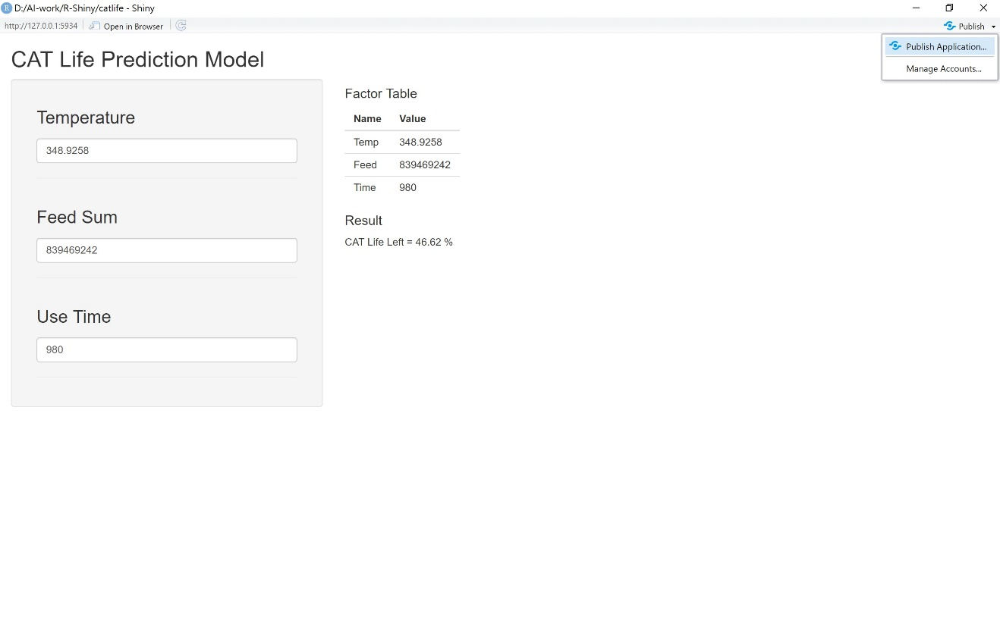 R D:/AI-work/R-Shiny/catlife - Shiny
http://127.0.0.1:5934 Open in Browser Publish
Publish Application...
Manage Accounts...
CAT Life Prediction Model
Temperature
348.9258
Feed Sum
839469242
Use Time
980
Factor Table
Name Value
Temp 348.9258
Feed 839469242
Time 980
Result
CAT Life Left = 46.62 %